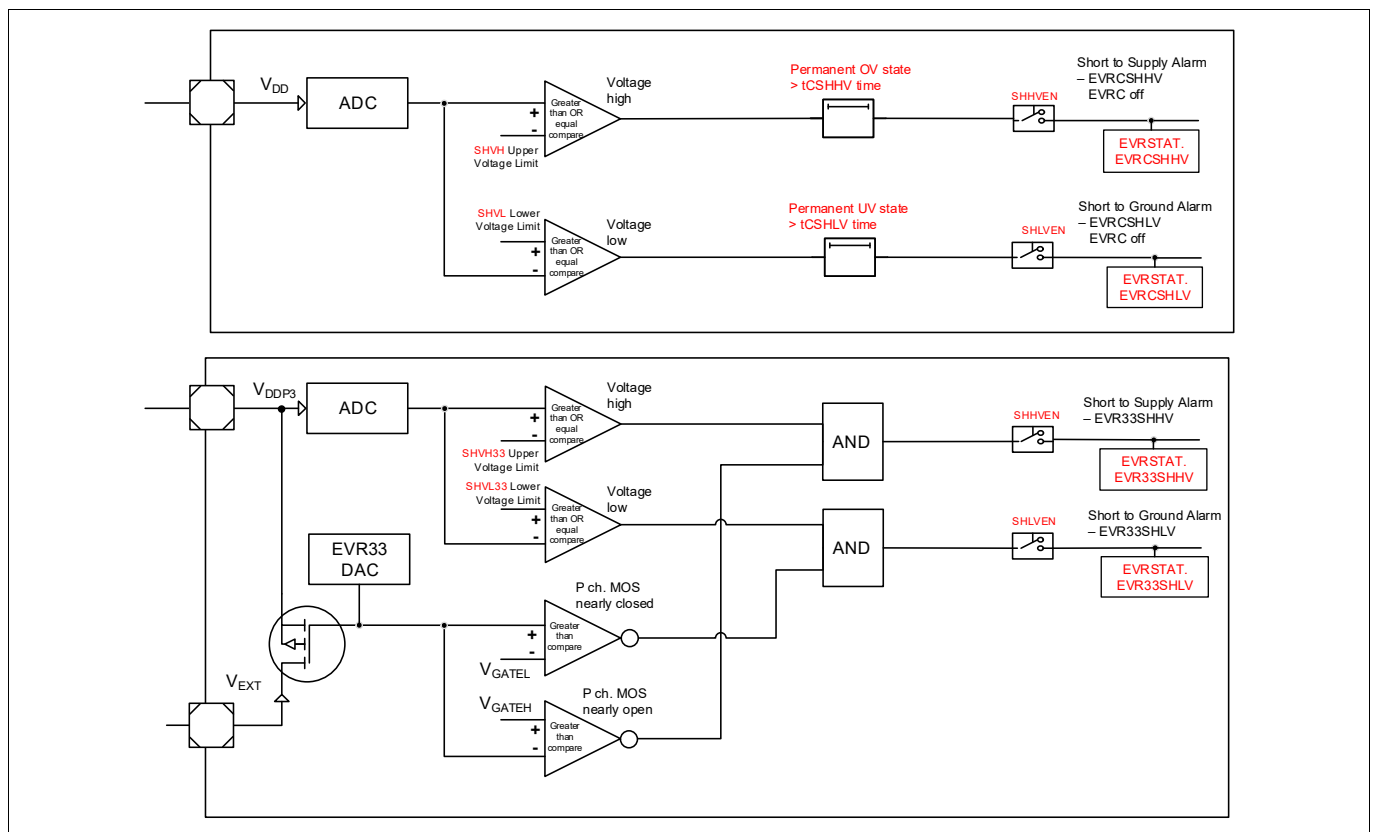 V_DD
ADC
Greater
than OR
equal
compare
+
-
Voltage
high
SHVH Upper
Voltage Limit
Permanent OV state
> tCSHHV time
SHHVEN
Short to Supply Alarm
– EVRCSHHV
EVRC off
EVRSTAT.
EVRCSHHV
SHVL Lower
Voltage Limit
Greater
than OR
equal
compare
+
-
Voltage
low
Permanent UV state
> tCSHLV time
SHLVEN
Short to Ground Alarm
– EVRCSHLV
EVRC off
EVRSTAT.
EVRCSHLV
V_DDP3
ADC
Greater
than OR
equal
compare
+
-
Voltage
high
SHVH33 Upper
Voltage Limit
AND
SHHVEN
Short to Supply Alarm
– EVR33SHHV
EVRSTAT.
EVR33SHHV
SHVL33 Lower
Voltage Limit
Greater
than OR
equal
compare
+
-
Voltage
low
AND
SHLVEN
Short to Ground Alarm
– EVR33SHLV
EVRSTAT.
EVR33SHLV
EVR33
DAC
P ch. MOS
nearly closed
Greater
than
compare
+
-
V_GATEL
V_EXT
V_GATEH
P ch. MOS
nearly open
Greater
than
compare
+
-